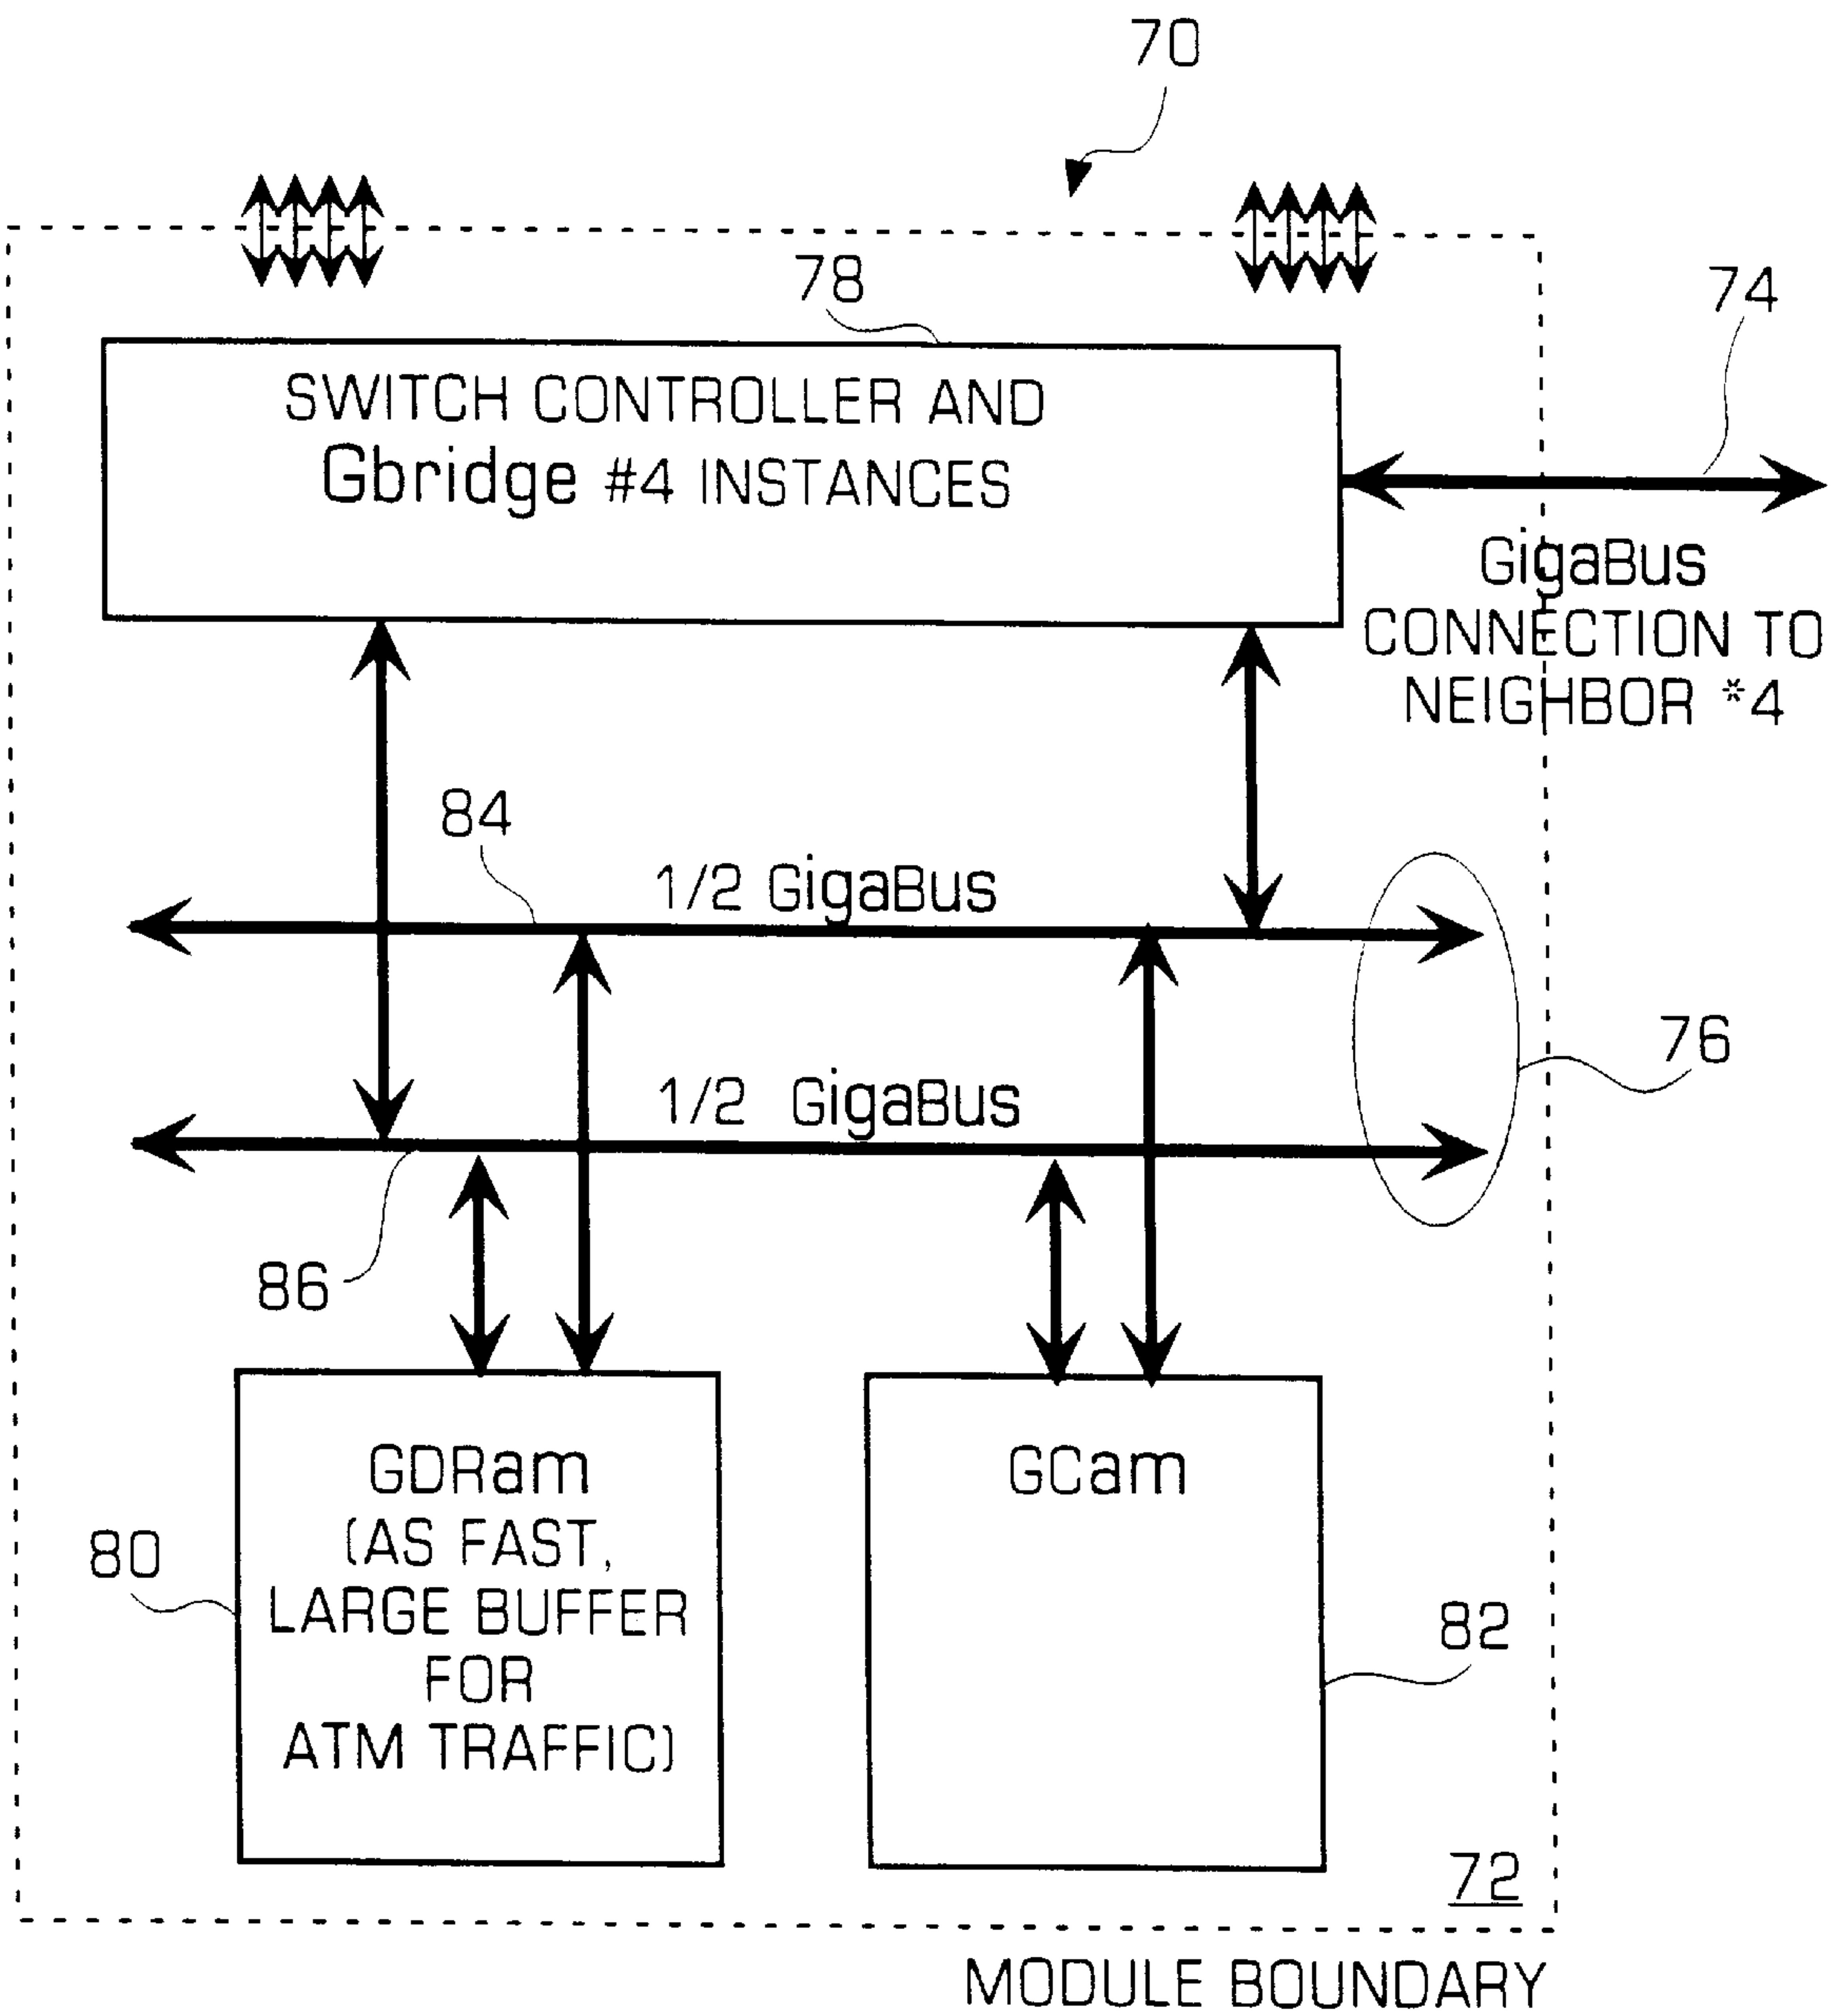 70
78
74
SWITCH CONTROLLER AND
Gbridge #4 INSTANCES
GigaBus
CONNECTION TO
NEIGHBOR *4
84
1/2 GigaBus
76
1/2 GigaBus
86
GDRam
(AS FAST,
LARGE BUFFER
FOR
ATM TRAFFIC)
80
GCam
82
72
MODULE BOUNDARY